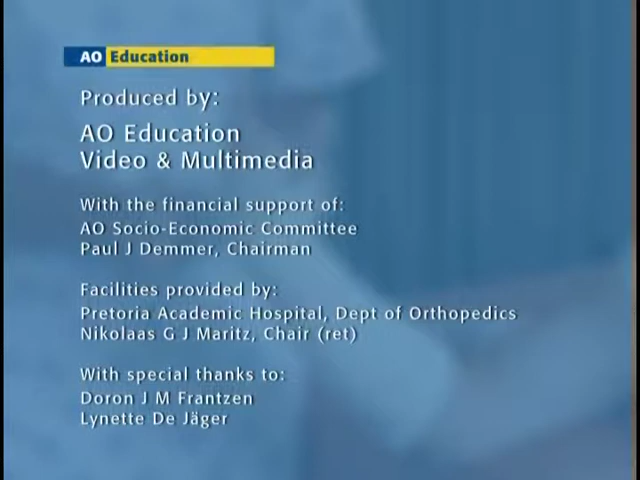 AO Education
Produced by:
AO Education
Video & Multimedia
With the financial support of:
AO Socio-Economic Committee
Paul J Demmer, Chairman
Facilities provided by:
Pretoria Academic Hospital, Dept of Orthopedics
Nikolaas G J Maritz, Chair (ret)
With special thanks to:
Doron J M Frantzen
Lynette De Jäger